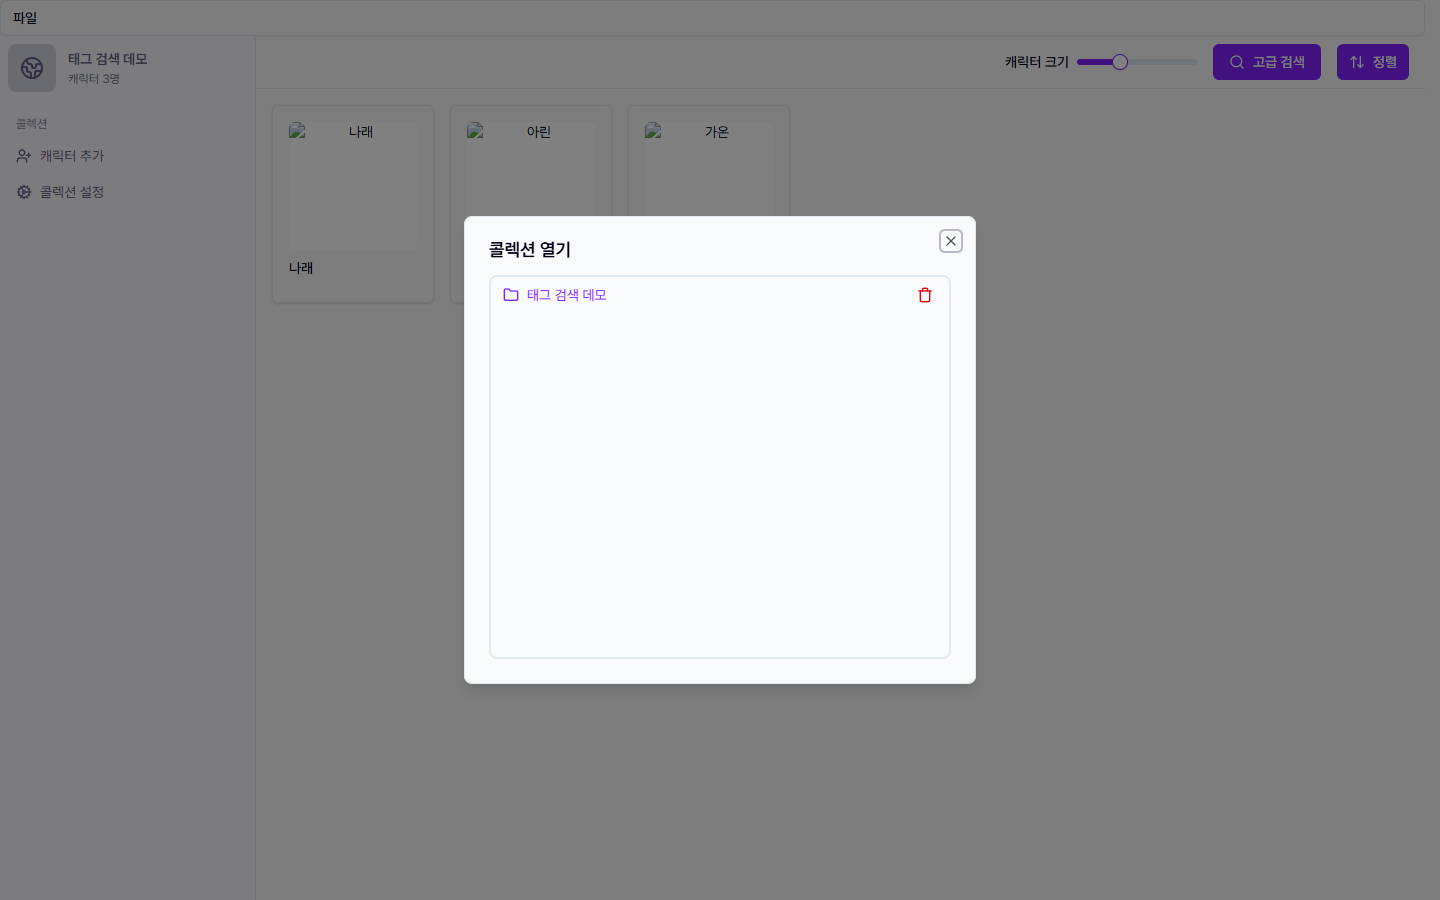 파일
태그 검색 데모
캐릭터 3명
캐릭터 크기
고급 검색
정렬
콜렉션
캐릭터 추가
콜렉션 설정
나래
아린
가온
나래
콜렉션 열기
태그 검색 데모